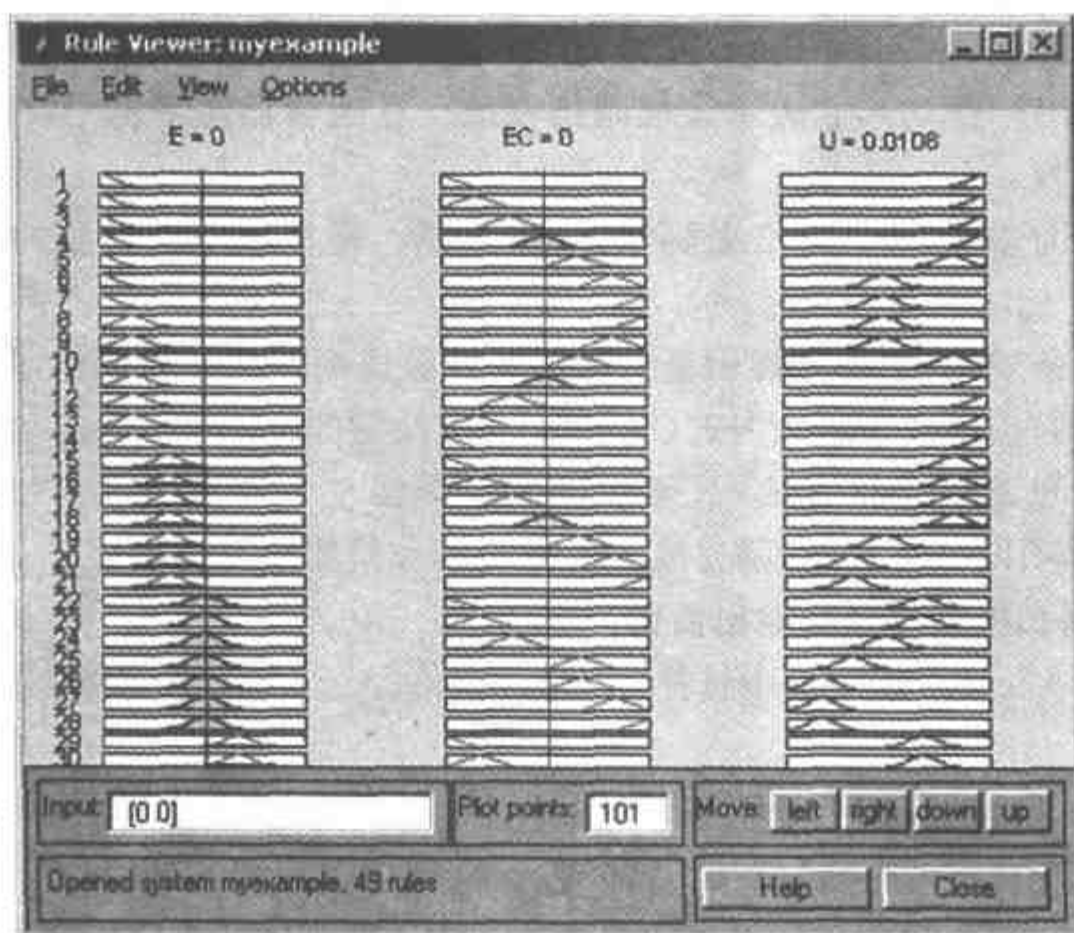 Rule Viewer: myexample
File Edit View Options
E = 0 EC = 0 U = 0.0108
1
2
3
4
5
6
7
8
9
10
Input: [0 0] Plot points: 101 Move: left right down up
Opened system myexample, 49 rules Help Close